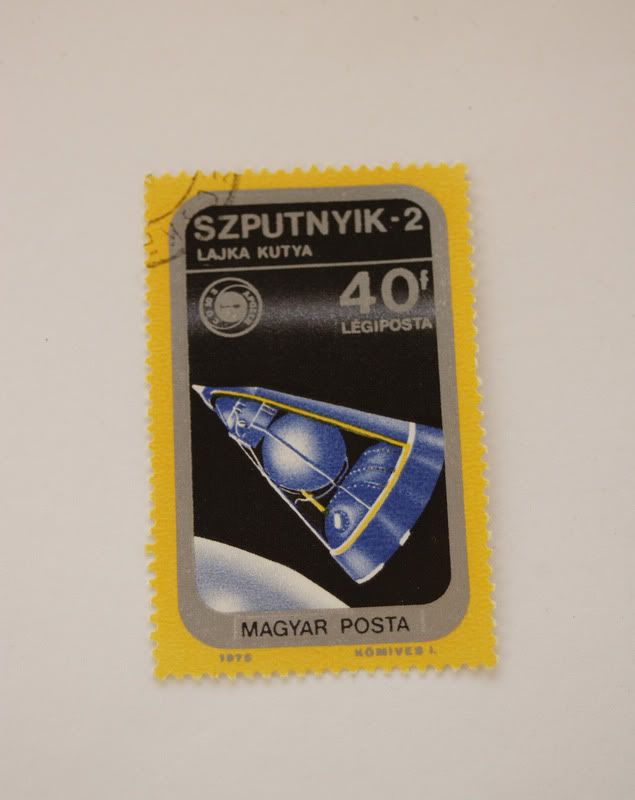 SZPUTNYIK-2
LAJKA KUTYA
40f
LÉGIPOSTA
MAGYAR POSTA
1975 KÖMIVES I.